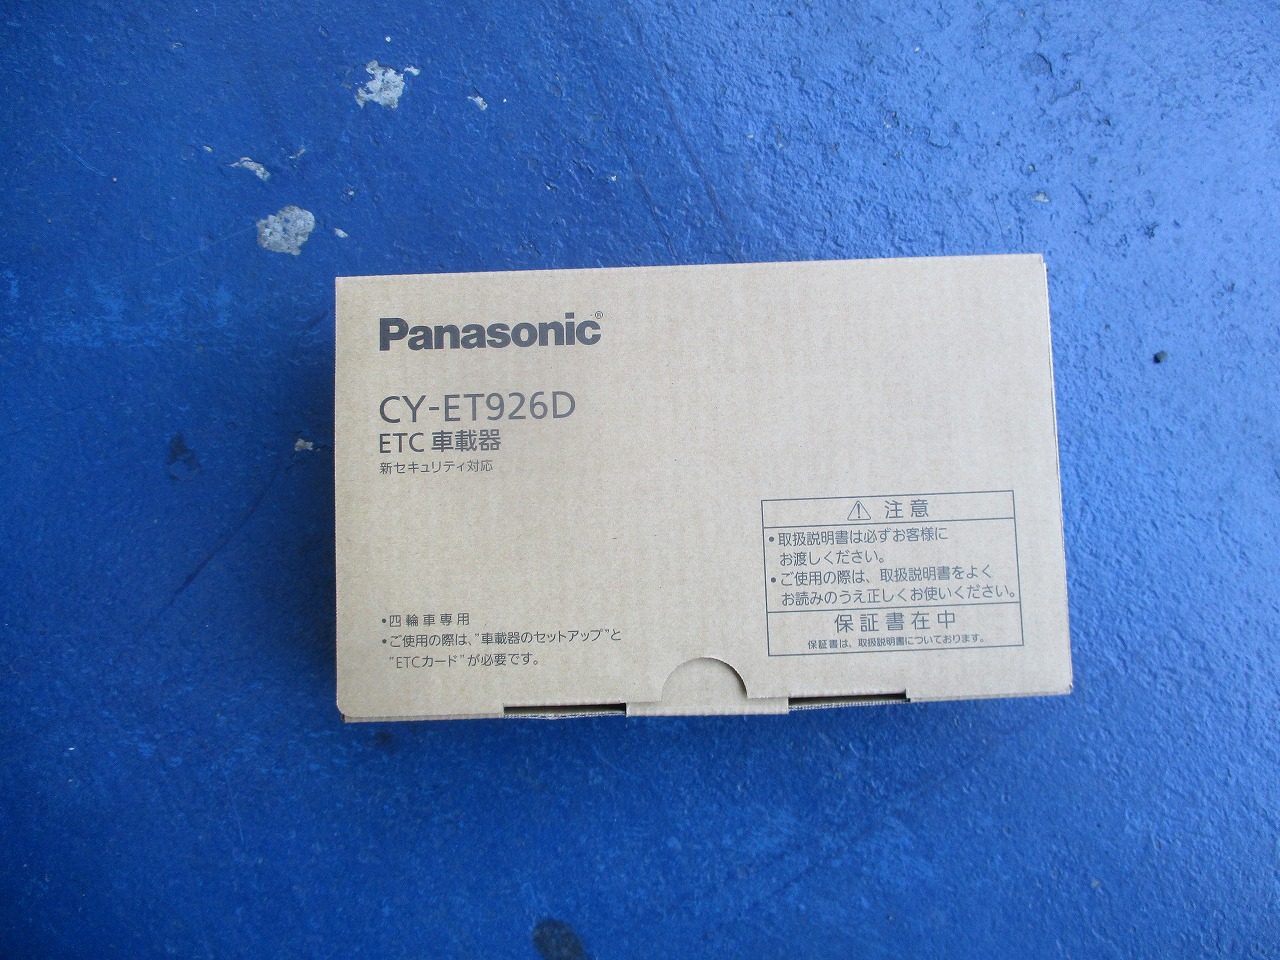 Panasonic®
CY-ET926D
ETC 車載器
新セキュリティ対応
•四輪車専用
•ご使用の際は、"車載器のセットアップ"と
"ETCカード"が必要です。
⚠ 注意
•取扱説明書は必ずお客様に
お渡しください。
•ご使用の際は、取扱説明書をよく
お読みのうえ正しくお使いください。
保証書在中
保証書は、取扱説明書についております。